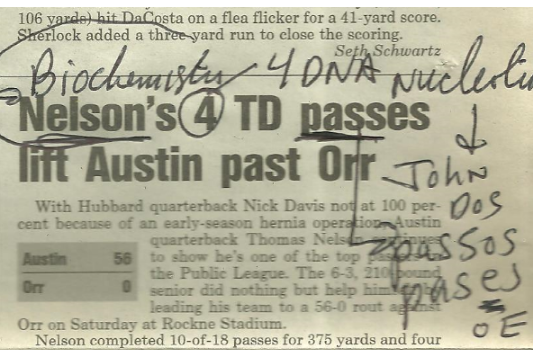 106 yards) hit DaCosta on a flea flicker for a 41-yard score.
Sherlock added a three-yard run to close the scoring.
Seth Schwartz
Biochemistry 4 DNA Nucleotid
Nelson's 4 TD passes
lift Austin past Orr
John
Dos
Passos
pases
OE
With Hubbard quarterback Nick Davis not at 100 per-
cent because of an early-season hernia operation, Austin
quarterback Thomas Nelson
to show he's one of the top
the Public League. The 6-3, 210-pound
senior did nothing but help
leading his team to a 56-0 rout against
Orr on Saturday at Rockne Stadium.
Austin 56
Orr 0
Nelson completed 10-of-18 passes for 375 yards and four